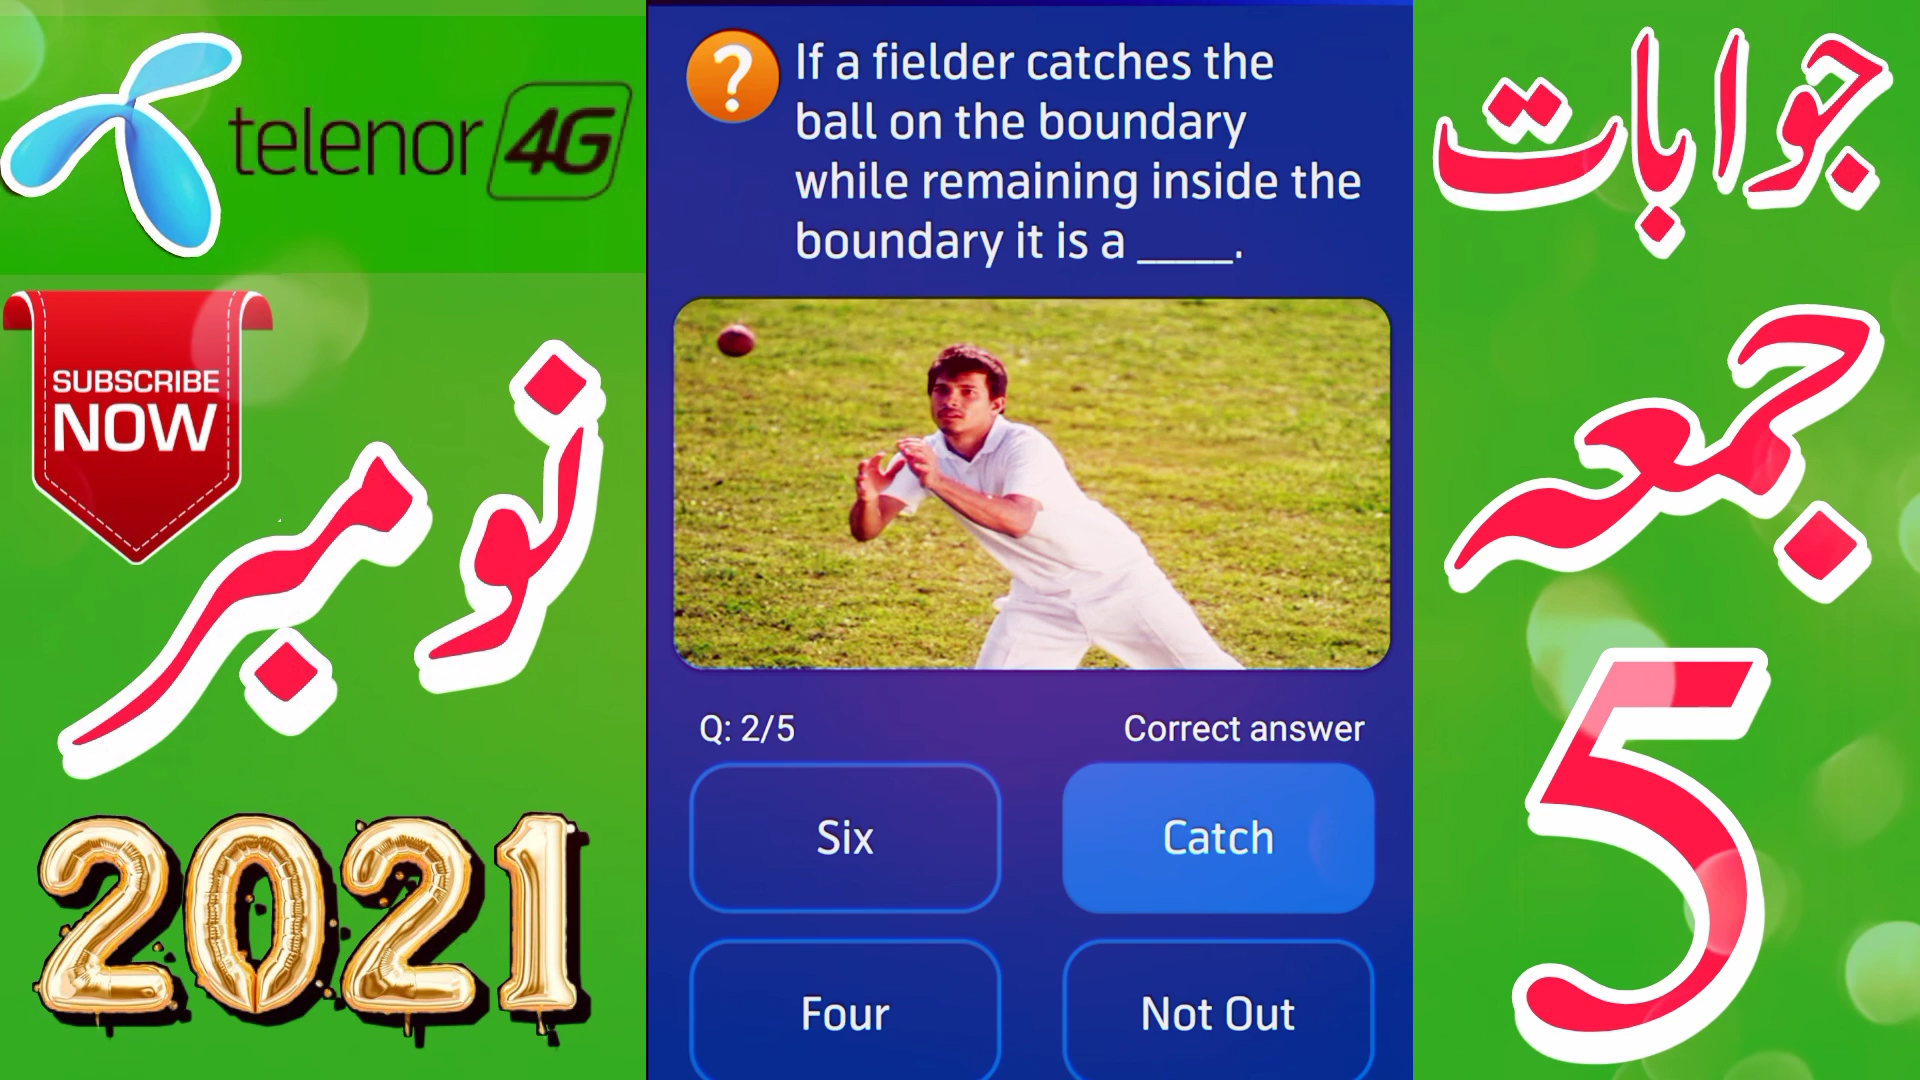 telenor 4G
SUBSCRIBE
NOW
نومبر
2021
?
If a fielder catches the
ball on the boundary
while remaining inside the
boundary it is a _____.
Q: 2/5
Correct answer
Six
Catch
Four
Not Out
جوابات
جمعہ
5